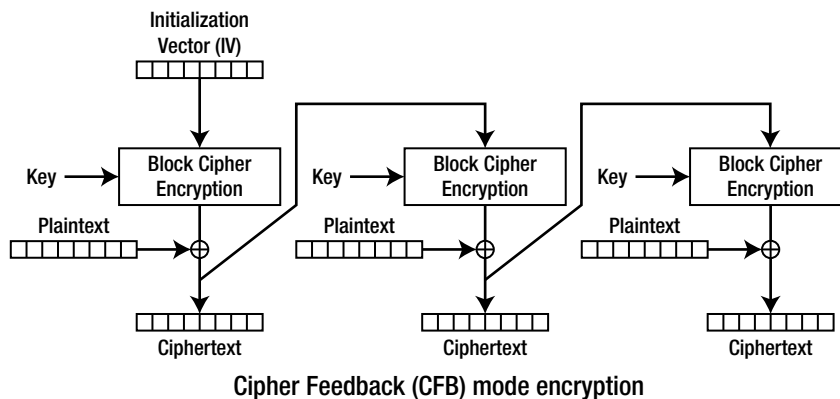 Initialization
Vector (IV)
Key
Block Cipher
Encryption
Key
Block Cipher
Encryption
Key
Block Cipher
Encryption
Plaintext
Plaintext
Plaintext
Ciphertext
Ciphertext
Ciphertext
Cipher Feedback (CFB) mode encryption